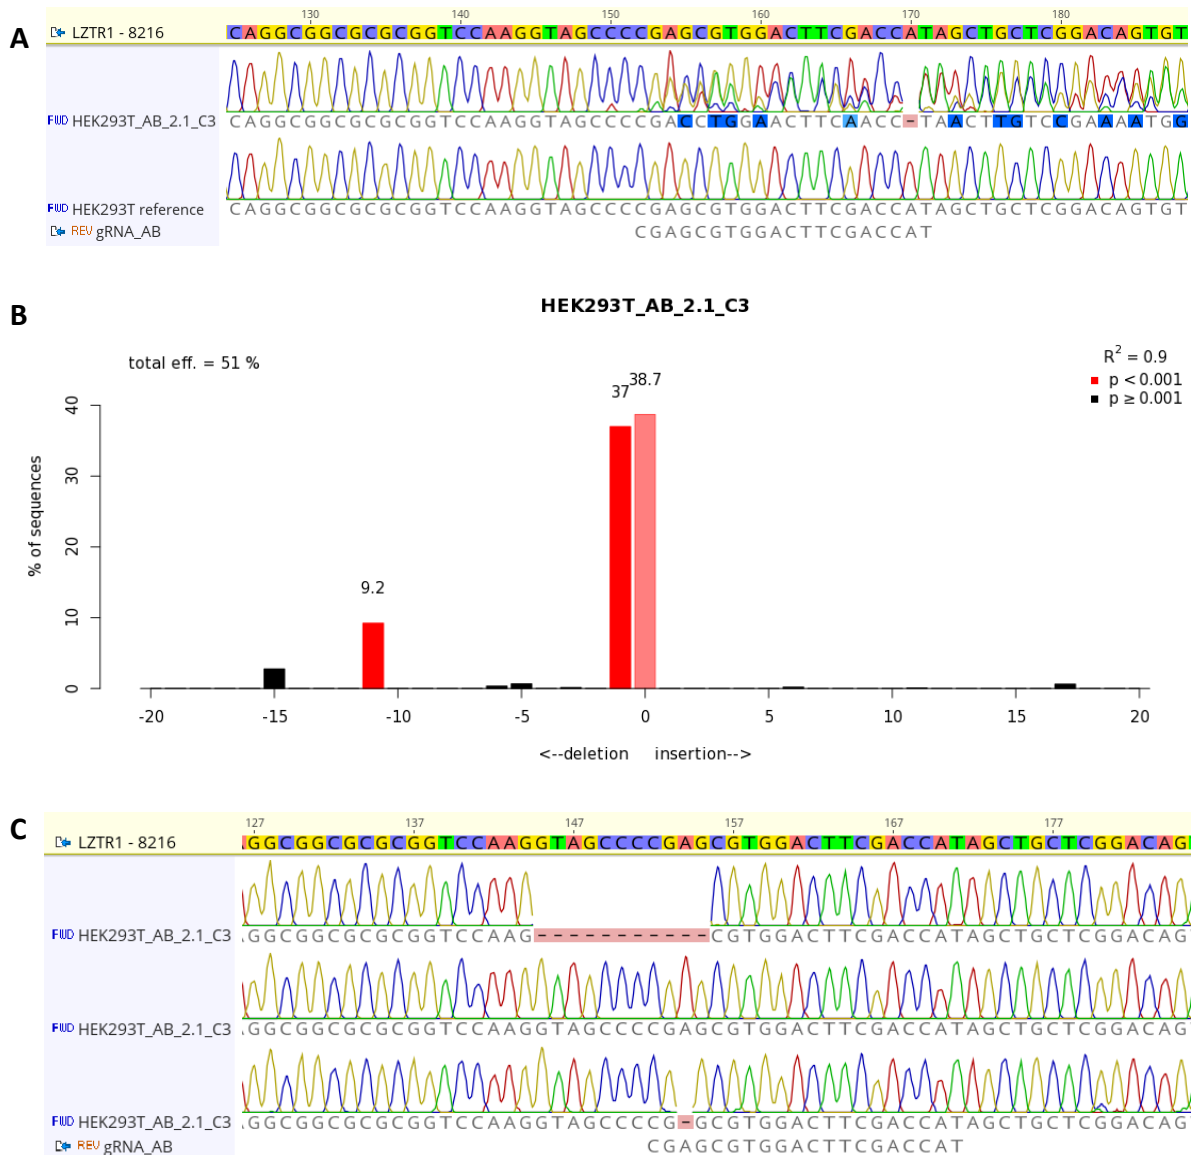 A
130 140 150 160 170 180
LZTR1 - 8216 CAGGCGGCGCGCGGTCCAAGGTAGCCCCGAGCGTGGACTTCGACCATAGCTGCTCGGACAGTGT
FWD HEK293T_AB_2.1_C3 CAGGCGGCGCGCGGTCCAAGGTAGCCCCGACCTGGAACTTCAACC-TAACTTGTCCGAAAATGG
FWD HEK293T reference CAGGCGGCGCGCGGTCCAAGGTAGCCCCGAGCGTGGACTTCGACCATAGCTGCTCGGACAGTGT
REV gRNA_AB CGAGCGTGGACTTCGACCAT
B
HEK293T_AB_2.1_C3
total eff. = 51 %
R2 = 0.9
p < 0.001
p ≥ 0.001
% of sequences
40
30
20
10
0
9.2
37
38.7
-20 -15 -10 -5 0 5 10 15 20
<--deletion insertion-->
C
127 137 147 157 167 177
LZTR1 - 8216 GGCGGCGCGCGGTCCAAGGTAGCCCCGAGCGTGGACTTCGACCATAGCTGCTCGGACAG
FWD HEK293T_AB_2.1_C3 GGCGGCGCGCGGTCCAAG-----------CGTGGACTTCGACCATAGCTGCTCGGACAG
FWD HEK293T_AB_2.1_C3 GGCGGCGCGCGGTCCAAGGTAGCCCCGAGCGTGGACTTCGACCATAGCTGCTCGGACAG
FWD HEK293T_AB_2.1_C3 GGCGGCGCGCGGTCCAAGGTAGCCCCG-GCGTGGACTTCGACCATAGCTGCTCGGACAG
REV gRNA_AB CGAGCGTGGACTTCGACCAT